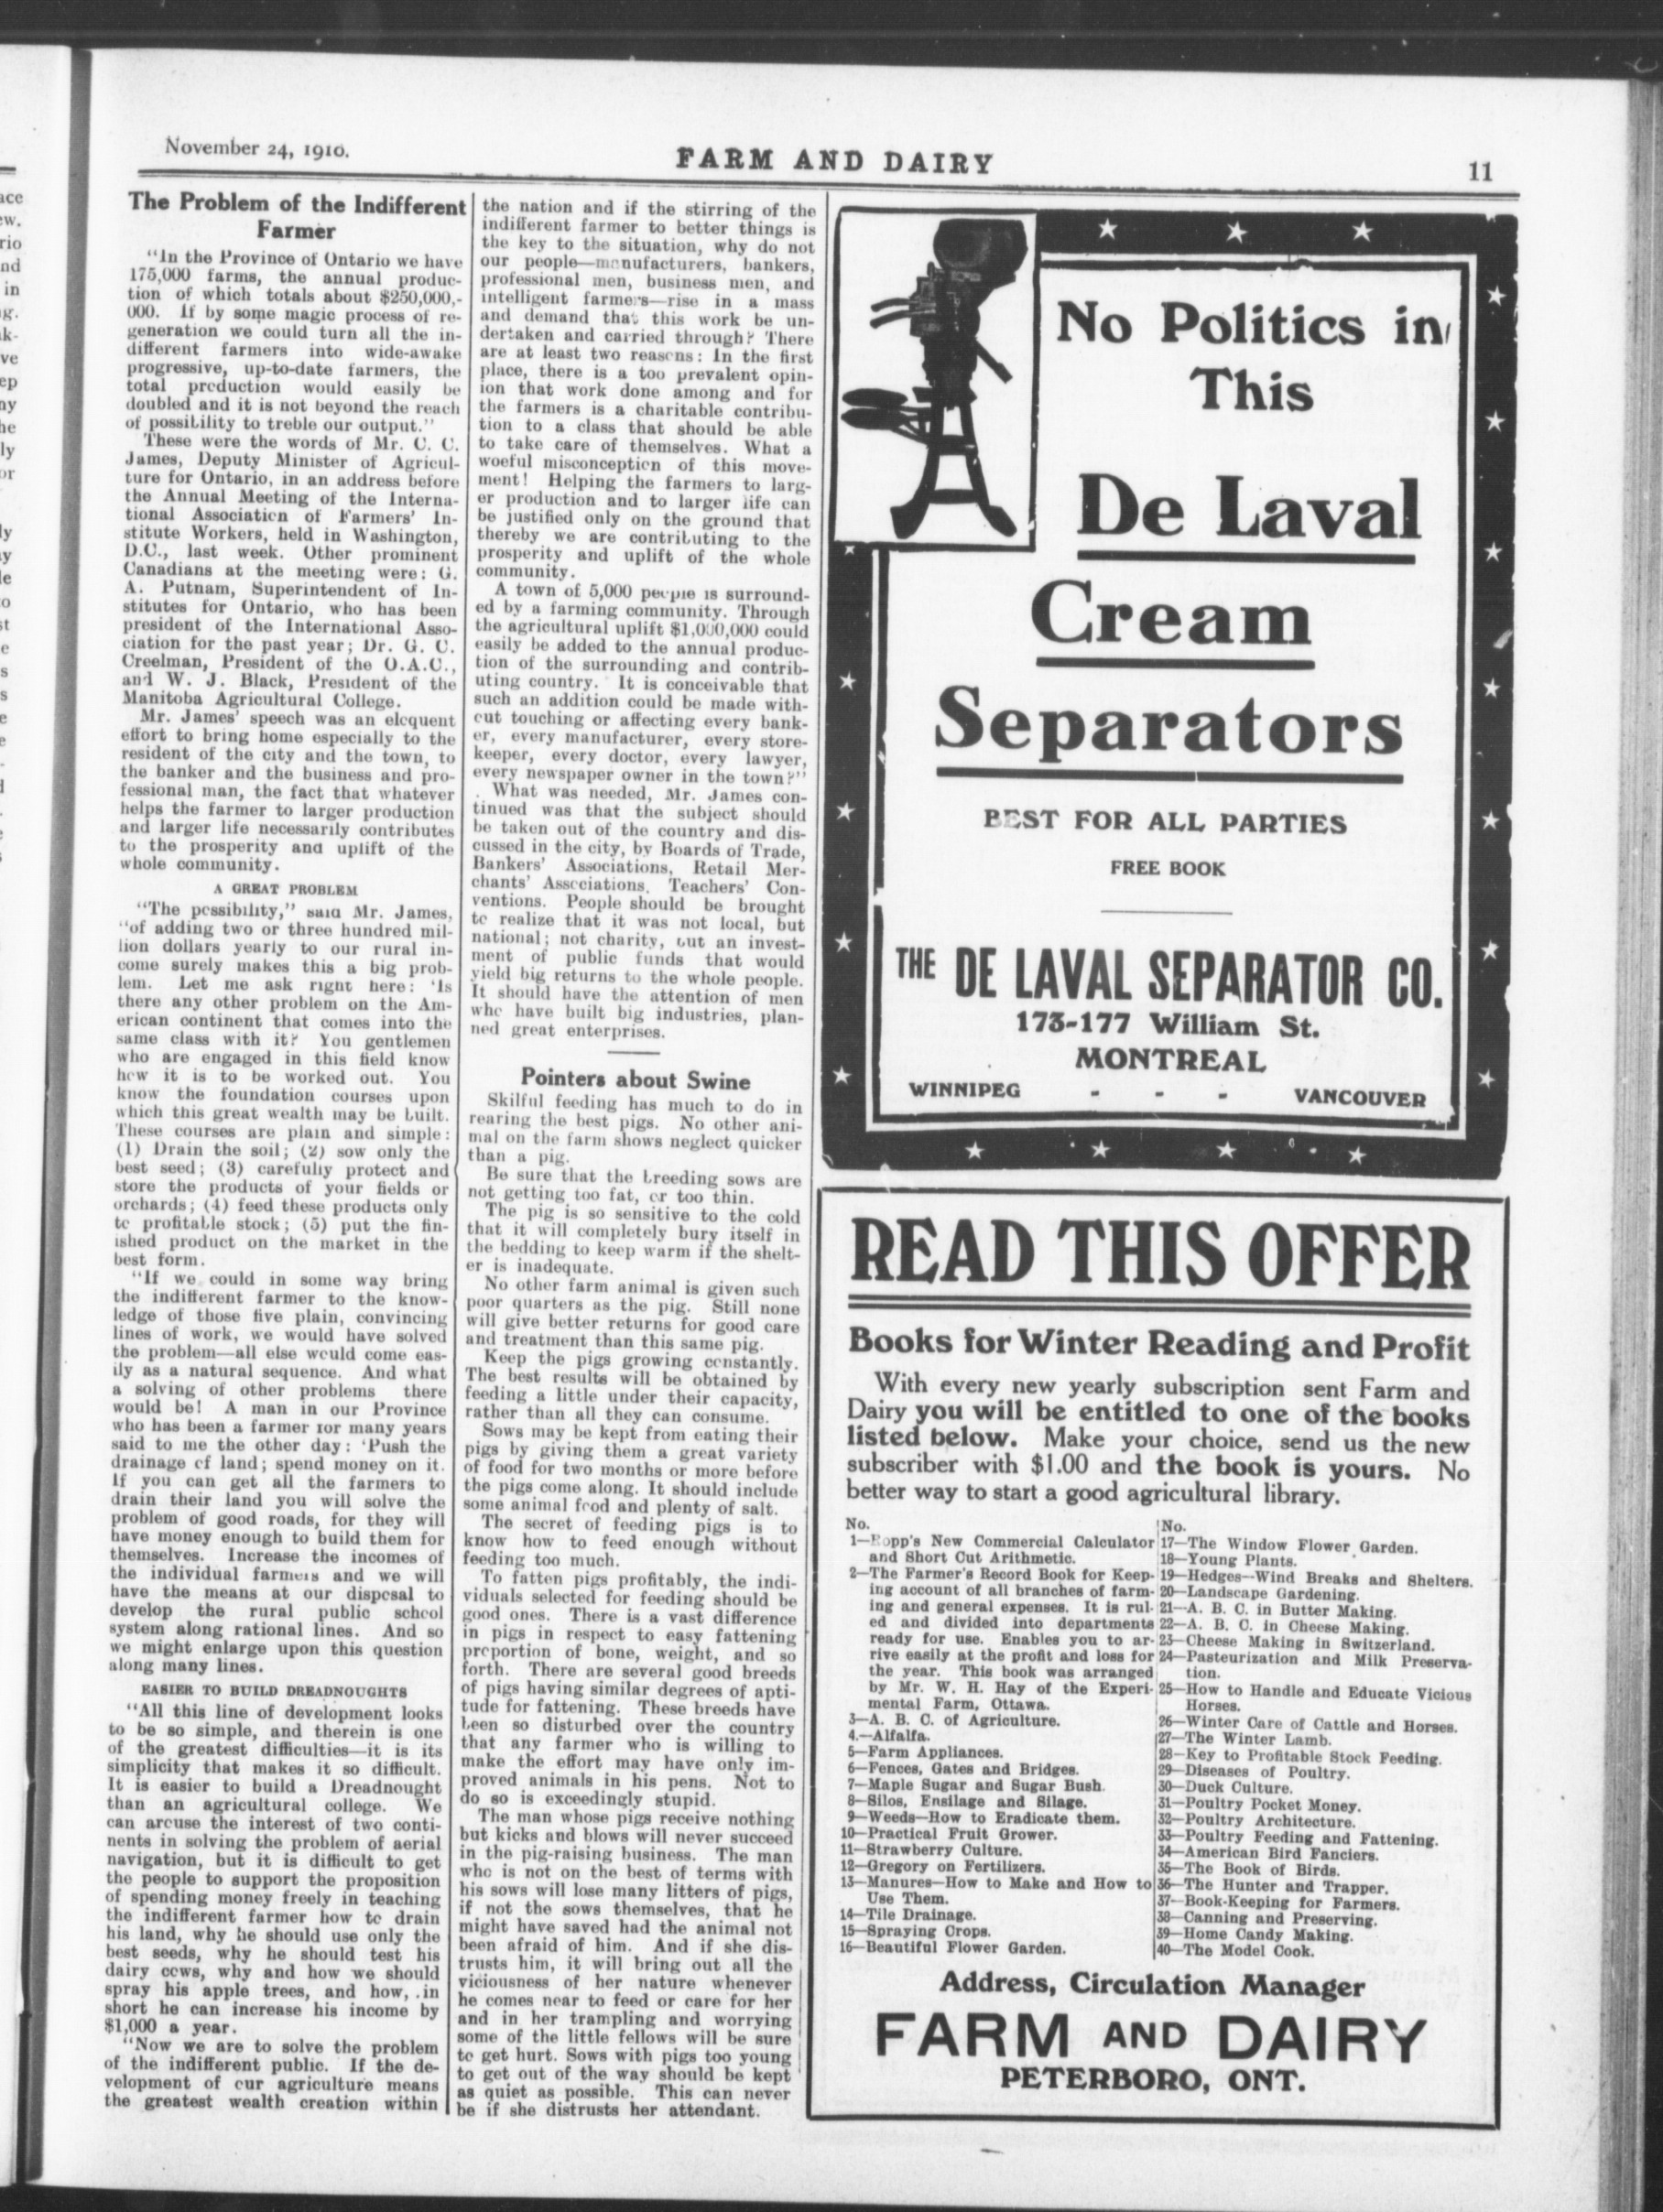 November 24, 1910.
FARM AND DAIRY
11
The Problem of the Indifferent
Farmer
"In the Province of Ontario we have
175,000 farms, the annual produc-
tion of which totals about $250,000,-
000. If by some magic process of re-
generation we could turn all the in-
different farmers into wide-awake
progressive, up-to-date farmers, the
total production would easily be
doubled and it is not beyond the reach
of possibility to treble our output."
These were the words of Mr. C. C.
James, Deputy Minister of Agricul-
ture for Ontario, in an address before
the Annual Meeting of the Interna-
tional Association of Farmers' In-
stitute Workers, held in Washington,
D.C., last week. Other prominent
Canadians at the meeting were: G.
A. Putnam, Superintendent of In-
stitutes for Ontario, who has been
president of the International Asso-
ciation for the past year; Dr. G. C.
Creelman, President of the O.A.C.,
and W. J. Black, President of the
Manitoba Agricultural College.
Mr. James' speech was an eloquent
effort to bring home especially to the
resident of the city and the town, to
the banker and the business and pro-
fessional man, the fact that whatever
helps the farmer to larger production
and larger life necessarily contributes
to the prosperity and uplift of the
whole community.
A GREAT PROBLEM
"The possibility," said Mr. James,
"of adding two or three hundred mil-
lion dollars yearly to our rural in-
come surely makes this a big prob-
lem. Let me ask right here: 'Is
there any other problem on the Am-
erican continent that comes into the
same class with it? You gentlemen
who are engaged in this field know
how it is to be worked out. You
know the foundation courses upon
which this great wealth may be built.
These courses are plain and simple:
(1) Drain the soil; (2) sow only the
best seed; (3) carefully protect and
store the products of your fields or
orchards; (4) feed these products only
to profitable stock; (5) put the fin-
ished product on the market in the
best form.
"If we could in some way bring
the indifferent farmer to the know-
ledge of those five plain, convincing
lines of work, we would have solved
the problem—all else would come eas-
ily as a natural sequence. And what
a solving of other problems there
would be! A man in our Province
who has been a farmer for many years
said to me the other day: 'Push the
drainage of land; spend money on it.
If you can get all the farmers to
drain their land you will solve the
problem of good roads, for they will
have money enough to build them for
themselves. Increase the incomes of
the individual farmers and we will
have the means at our disposal to
develop the rural public school
system along rational lines. And so
we might enlarge upon this question
along many lines.
EASIER TO BUILD DREADNOUGHTS
"All this line of development looks
to be so simple, and therein is one
of the greatest difficulties—it is its
simplicity that makes it so difficult.
It is easier to build a Dreadnought
than an agricultural college. We
can arouse the interest of two conti-
nents in solving the problem of aerial
navigation, but it is difficult to get
the people to support the proposition
of spending money freely in teaching
the indifferent farmer how to drain
his land, why he should use only the
best seeds, why he should test his
dairy cows, why and how we should
spray his apple trees, and how, in
short he can increase his income by
$1,000 a year.
"Now we are to solve the problem
of the indifferent public. If the de-
velopment of our agriculture means
the greatest wealth creation within
the nation and if the stirring of the
indifferent farmer to better things is
the key to the situation, why do not
our people—manufacturers, bankers,
professional men, business men, and
intelligent farmers—rise in a mass
and demand that this work be un-
dertaken and carried through? There
are at least two reasons: In the first
place, there is a too prevalent opin-
ion that work done among and for
the farmers is a charitable contribu-
tion to a class that should be able
to take care of themselves. What a
woeful misconception of this move-
ment! Helping the farmers to larg-
er production and to larger life can
be justified only on the ground that
thereby we are contributing to the
prosperity and uplift of the whole
community.
A town of 5,000 people is surround-
ed by a farming community. Through
the agricultural uplift $1,000,000 could
easily be added to the annual produc-
tion of the surrounding and contrib-
uting country. It is conceivable that
such an addition could be made with-
out touching or affecting every bank-
er, every manufacturer, every store-
keeper, every doctor, every lawyer,
every newspaper owner in the town?"
What was needed, Mr. James con-
tinued was that the subject should
be taken out of the country and dis-
cussed in the city, by Boards of Trade,
Bankers' Associations, Retail Mer-
chants' Associations, Teachers' Con-
ventions. People should be brought
to realize that it was not local, but
national; not charity, but an invest-
ment of public funds that would
yield big returns to the whole people.
It should have the attention of men
who have built big industries, plan-
ned great enterprises.
Pointers about Swine
Skilful feeding has much to do in
rearing the best pigs. No other ani-
mal on the farm shows neglect quicker
than a pig.
Be sure that the breeding sows are
not getting too fat, or too thin.
The pig is so sensitive to the cold
that it will completely bury itself in
the bedding to keep warm if the shelt-
er is inadequate.
No other farm animal is given such
poor quarters as the pig. Still none
will give better returns for good care
and treatment than this same pig.
Keep the pigs growing constantly.
The best results will be obtained by
feeding a little under their capacity,
rather than all they can consume.
Sows may be kept from eating their
pigs by giving them a great variety
of food for two months or more before
the pigs come along. It should include
some animal food and plenty of salt.
The secret of feeding pigs is to
know how to feed enough without
feeding too much.
To fatten pigs profitably, the indi-
viduals selected for feeding should be
good ones. There is a vast difference
in pigs in respect to easy fattening
proportion of bone, weight, and so
forth. There are several good breeds
of pigs having similar degrees of apti-
tude for fattening. These breeds have
been so disturbed over the country
that any farmer who is willing to
make the effort may have only im-
proved animals in his pens. Not to
do so is exceedingly stupid.
The man whose pigs receive nothing
but kicks and blows will never succeed
in the pig-raising business. The man
who is not on the best of terms with
his sows will lose many litters of pigs,
if not the sows themselves, that he
might have saved had the animal not
been afraid of him. And if she dis-
trusts him, it will bring out all the
viciousness of her nature whenever
he comes near to feed or care for her
and in her trampling and worrying
some of the little fellows will be sure
to get hurt. Sows with pigs too young
to get out of the way should be kept
as quiet as possible. This can never
be if she distrusts her attendant.
No Politics in
This
De Laval
Cream
Separators
BEST FOR ALL PARTIES
FREE BOOK
THE DE LAVAL SEPARATOR CO.
173-177 William St.
MONTREAL
WINNIPEG - - - VANCOUVER
READ THIS OFFER
Books for Winter Reading and Profit
With every new yearly subscription sent Farm and
Dairy you will be entitled to one of the books
listed below. Make your choice, send us the new
subscriber with $1.00 and the book is yours. No
better way to start a good agricultural library.
No.
1—Ropp's New Commercial Calculator
and Short Cut Arithmetic.
2—The Farmer's Record Book for Keep-
ing account of all branches of farm-
ing and general expenses. It is rul-
ed and divided into departments
ready for use. Enables you to ar-
rive easily at the profit and loss for
the year. This book was arranged
by Mr. W. H. Hay of the Experi-
mental Farm, Ottawa.
3—A. B. C. of Agriculture.
4.—Alfalfa.
5—Farm Appliances.
6—Fences, Gates and Bridges.
7—Maple Sugar and Sugar Bush.
8—Silos, Ensilage and Silage.
9—Weeds—How to Eradicate them.
10—Practical Fruit Grower.
11—Strawberry Culture.
12—Gregory on Fertilizers.
13—Manures—How to Make and How to
Use Them.
14—Tile Drainage.
15—Spraying Crops.
16—Beautiful Flower Garden.
No.
17—The Window Flower Garden.
18—Young Plants.
19—Hedges—Wind Breaks and Shelters.
20—Landscape Gardening.
21—A. B. C. in Butter Making.
22—A. B. C. in Cheese Making.
23—Cheese Making in Switzerland.
24—Pasteurization and Milk Preserva-
tion.
25—How to Handle and Educate Vicious
Horses.
26—Winter Care of Cattle and Horses.
27—The Winter Lamb.
28—Key to Profitable Stock Feeding.
29—Diseases of Poultry.
30—Duck Culture.
31—Poultry Pocket Money.
32—Poultry Architecture.
33—Poultry Feeding and Fattening.
34—American Bird Fanciers.
35—The Book of Birds.
36—The Hunter and Trapper.
37—Book-Keeping for Farmers.
38—Canning and Preserving.
39—Home Candy Making.
40—The Model Cook.
Address, Circulation Manager
FARM AND DAIRY
PETERBORO, ONT.